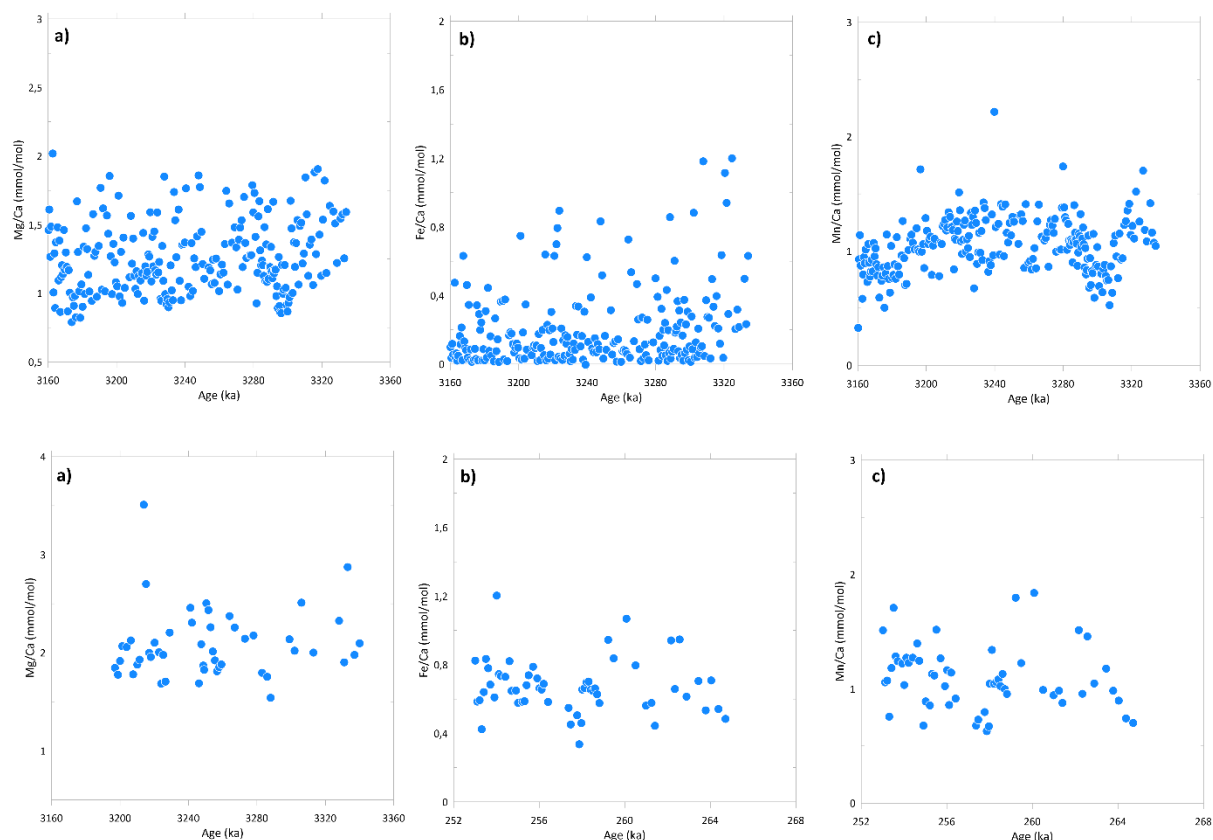 a)
3
2,5
2
1,5
1
0,5
Mg/Ca (mmol/mol)
3160 3200 3240 3280 3320 3360
Age (ka)
b)
2
1,6
1,2
0,8
0,4
0
Fe/Ca (mmol/mol)
3160 3200 3240 3280 3320 3360
Age (ka)
c)
3
2
1
0
Mn/Ca (mmol/mol)
3160 3200 3240 3280 3320 3360
Age (ka)
a)
4
3
2
1
Mg/Ca (mmol/mol)
3160 3200 3240 3280 3320 3360
Age (ka)
b)
2
1,6
1,2
0,8
0,4
0
Fe/Ca (mmol/mol)
252 256 260 264 268
Age (ka)
c)
3
2
1
0
Mn/Ca (mmol/mol)
252 256 260 264 268
Age (ka)